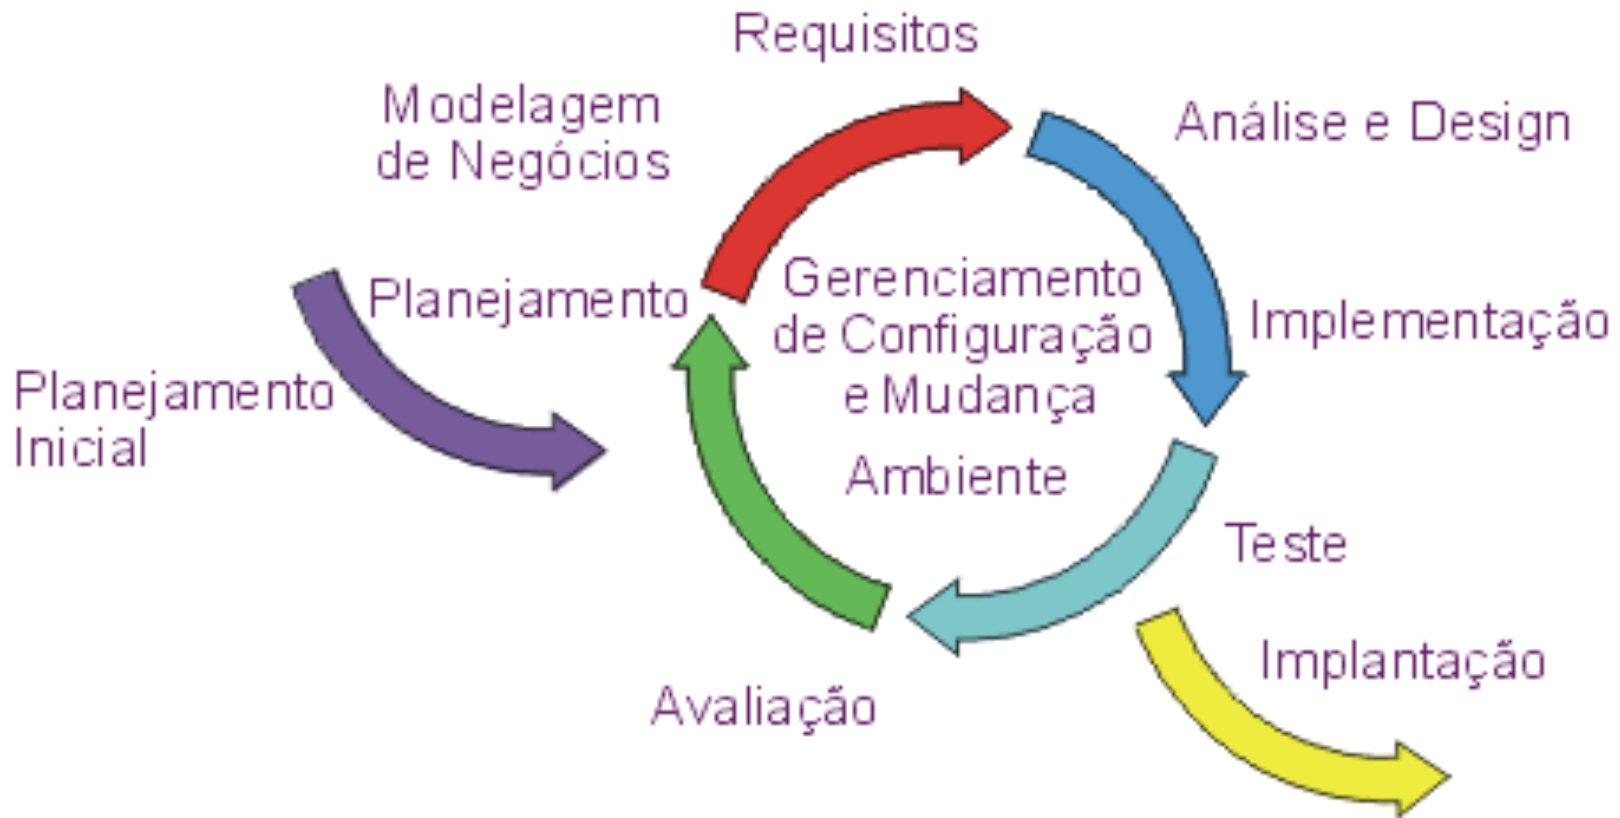 Requisitos
Modelagem
de Negócios
Análise e Design
Planejamento
Gerenciamento
de Configuração
e Mudança
Implementação
Planejamento
Inicial
Ambiente
Teste
Implantação
Avaliação